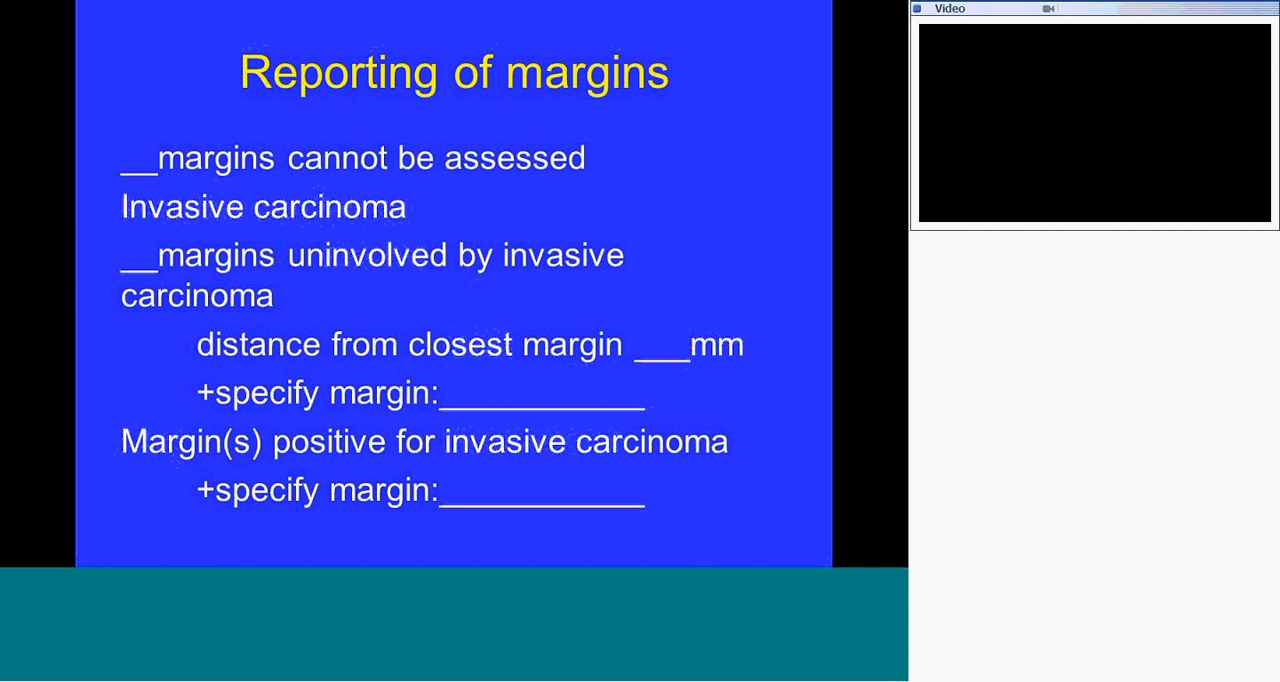 Reporting of margins
__margins cannot be assessed
Invasive carcinoma
__margins uninvolved by invasive
carcinoma
distance from closest margin ___mm
+specify margin:___________
Margin(s) positive for invasive carcinoma
+specify margin:___________
Video